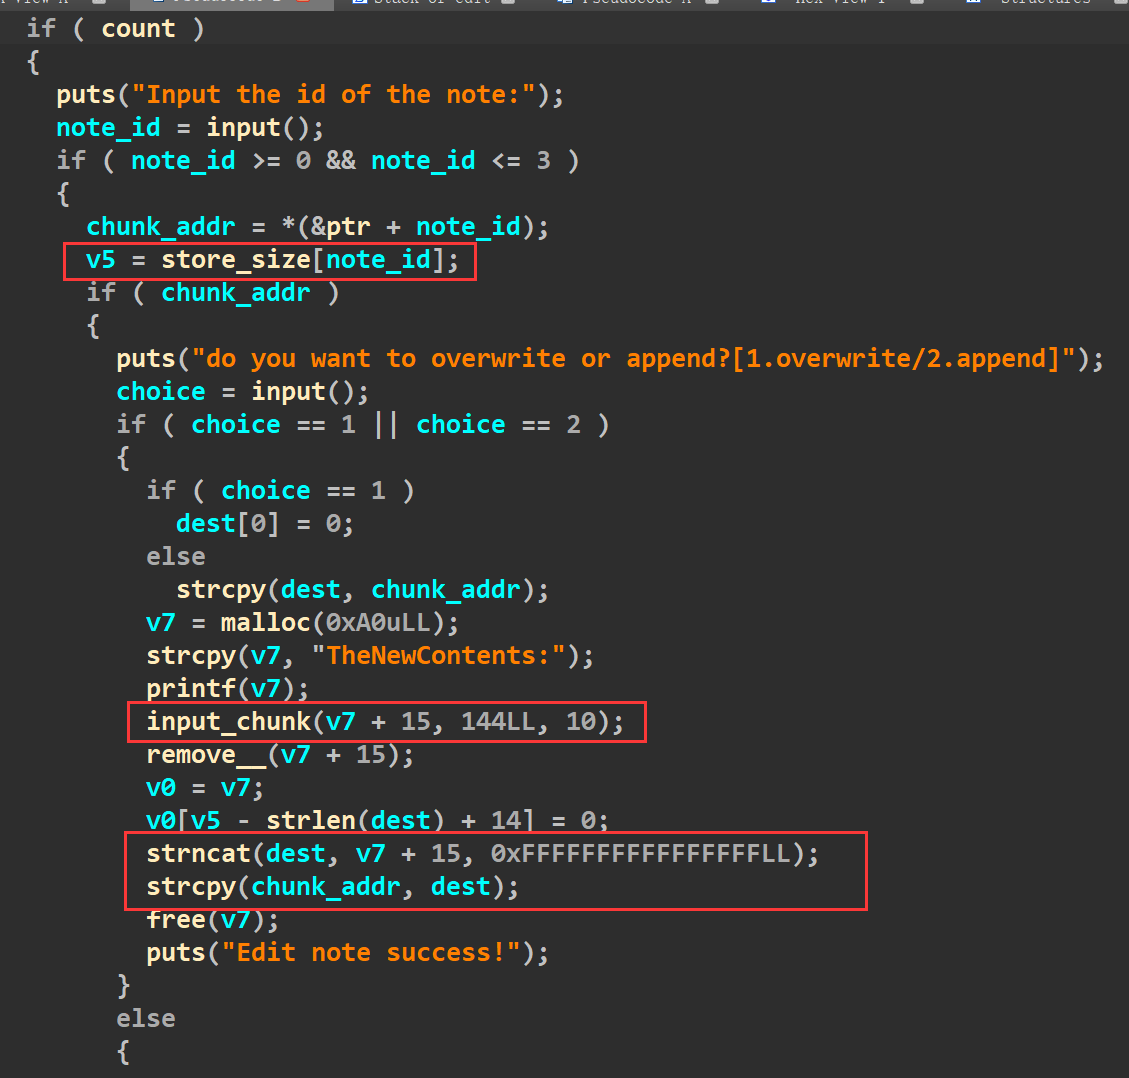 if ( count )
{
puts("Input the id of the note:");
note_id = input();
if ( note_id >= 0 && note_id <= 3 )
{
chunk_addr = *(&ptr + note_id);
v5 = store_size[note_id];
if ( chunk_addr )
{
puts("do you want to overwrite or append?[1.overwrite/2.append]");
choice = input();
if ( choice == 1 || choice == 2 )
{
if ( choice == 1 )
dest[0] = 0;
else
strcpy(dest, chunk_addr);
v7 = malloc(0xA0uLL);
strcpy(v7, "TheNewContents:");
printf(v7);
input_chunk(v7 + 15, 144LL, 10);
remove__(v7 + 15);
v0 = v7;
v0[v5 - strlen(dest) + 14] = 0;
strncat(dest, v7 + 15, 0xFFFFFFFFFFFFFFFFLL);
strcpy(chunk_addr, dest);
free(v7);
puts("Edit note success!");
}
else
{